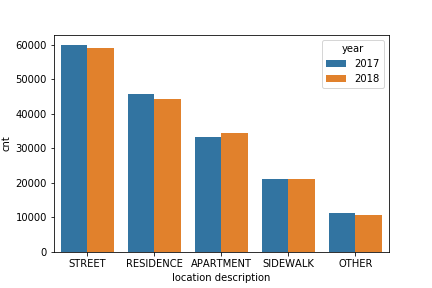 year
2017
2018
60000
50000
40000
30000
20000
10000
0
cnt
STREET RESIDENCE APARTMENT SIDEWALK OTHER
location description